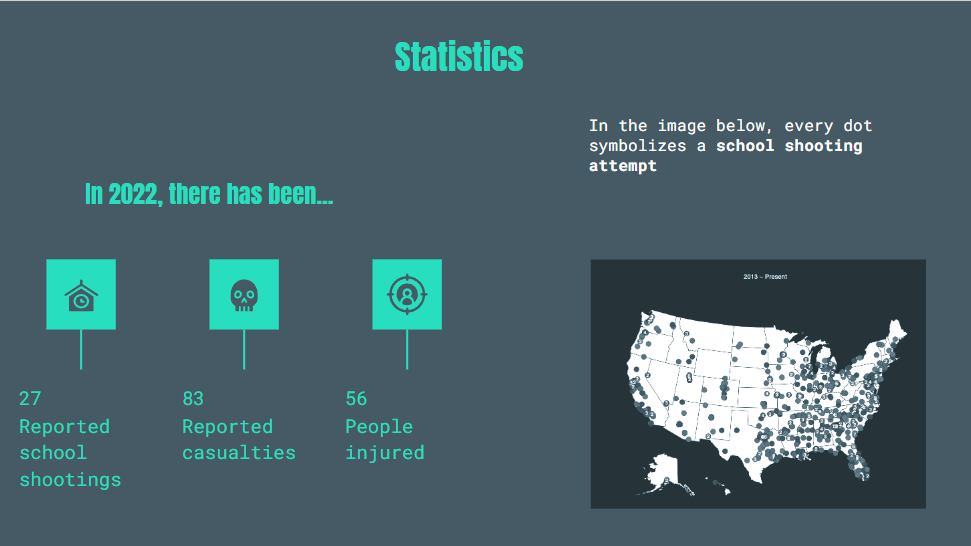 Statistics
In the image below, every dot
symbolizes a school shooting
attempt
In 2022, there has been...
27
Reported
school
shootings
83
Reported
casualties
56
People
injured
2013 – Present